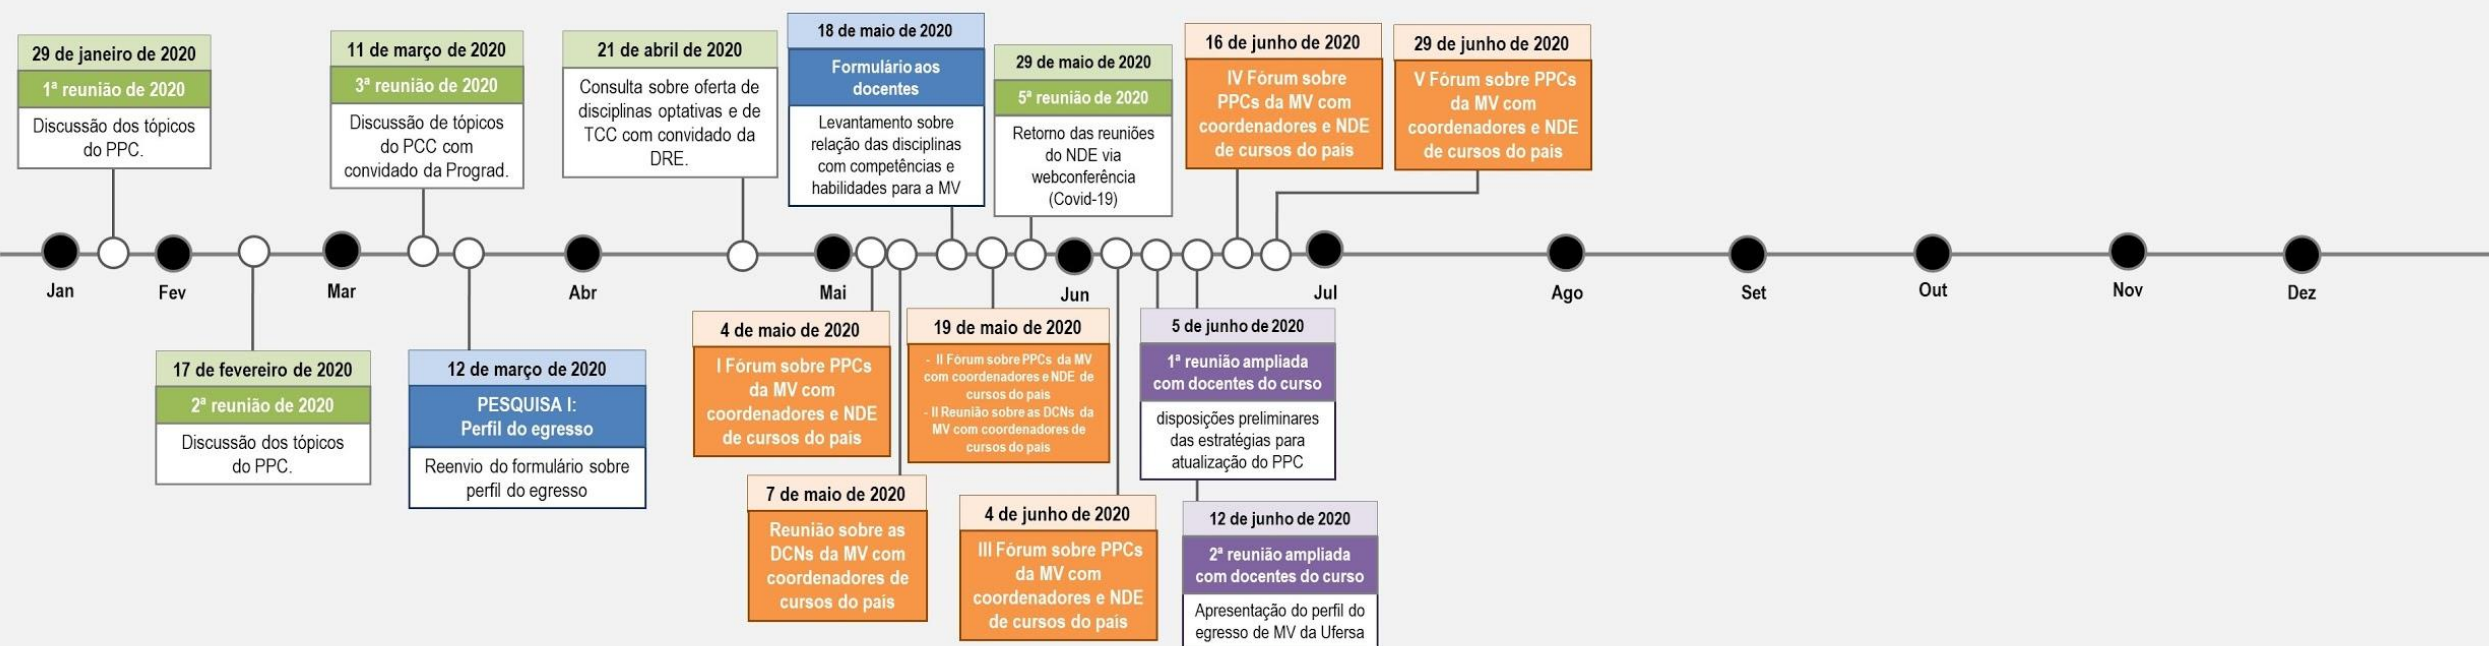 29 de janeiro de 2020
1ª reunião de 2020
Discussão dos tópicos
do PPC.
11 de março de 2020
3ª reunião de 2020
Discussão de tópicos
do PCC com
convidado da Prograd.
21 de abril de 2020
Consulta sobre oferta de
disciplinas optativas e de
TCC com convidado da
DRE.
18 de maio de 2020
Formulário aos
docentes
Levantamento sobre
relação das disciplinas
com competências e
habilidades para a MV
29 de maio de 2020
5ª reunião de 2020
Retorno das reuniões
do NDE via
webconferência
(Covid-19)
16 de junho de 2020
IV Fórum sobre
PPCs da MV com
coordenadores e NDE
de cursos do país
29 de junho de 2020
V Fórum sobre PPCs
da MV com
coordenadores e NDE
de cursos do país
Jan
Fev
Mar
Abr
Mai
Jun
Jul
Ago
Set
Out
Nov
Dez
17 de fevereiro de 2020
2ª reunião de 2020
Discussão dos tópicos
do PPC.
12 de março de 2020
PESQUISA I:
Perfil do egresso
Reenvio do formulário sobre
perfil do egresso
4 de maio de 2020
I Fórum sobre PPCs
da MV com
coordenadores e NDE
de cursos do país
7 de maio de 2020
Reunião sobre as
DCNs da MV com
coordenadores de
cursos do país
19 de maio de 2020
- II Fórum sobre PPCs da MV
com coordenadores e NDE de
cursos do país
- II Reunião sobre as DCNs da
MV com coordenadores de
cursos do país
4 de junho de 2020
III Fórum sobre PPCs
da MV com
coordenadores e NDE
de cursos do país
5 de junho de 2020
1ª reunião ampliada
com docentes do curso
disposições preliminares
das estratégias para
atualização do PPC
12 de junho de 2020
2ª reunião ampliada
com docentes do curso
Apresentação do perfil do
egresso de MV da Ufersa